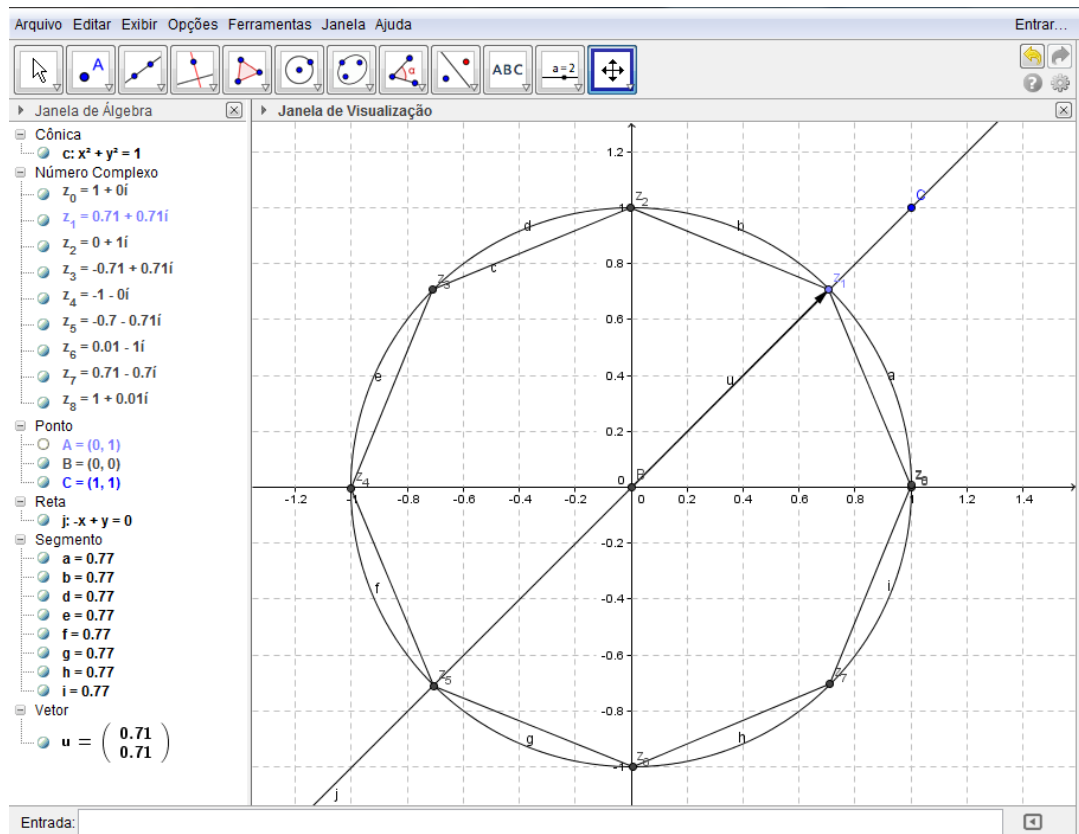 Arquivo Editar Exibir Opções Ferramentas Janela Ajuda Entrar...
A α ABC a=2
Janela de Álgebra
Janela de Visualização
Cônica
c: x² + y² = 1
Número Complexo
z₀ = 1 + 0í
z₁ = 0.71 + 0.71í
z₂ = 0 + 1í
z₃ = -0.71 + 0.71í
z₄ = -1 - 0í
z₅ = -0.7 - 0.71í
z₆ = 0.01 - 1í
z₇ = 0.71 - 0.7í
z₈ = 1 + 0.01í
Ponto
A = (0, 1)
B = (0, 0)
C = (1, 1)
Reta
j: -x + y = 0
Segmento
a = 0.77
b = 0.77
d = 0.77
e = 0.77
f = 0.77
g = 0.77
h = 0.77
i = 0.77
Vetor
u = ( 0.71
0.71 )
1.2
z₂ C
1
d b
c
0.8
z₃ z₁
0.6
e u a
0.4
0.2
z₄ 0 B
-1.2 -1 -0.8 -0.6 -0.4 -0.2 0 0.2 0.4 0.6 0.8 1 1.2 1.4
-0.2
f i
-0.4
-0.6
z₅ z₇
-0.8
g h
z₆
-1
j
Entrada: